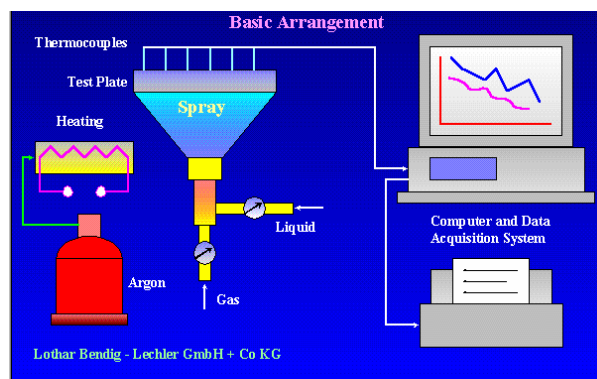 Basic Arrangement
Thermocouples
Test Plate
Spray
Heating
Liquid
Computer and Data
Acquisition System
Argon
Gas
Lothar Bendig - Lechler GmbH + Co KG